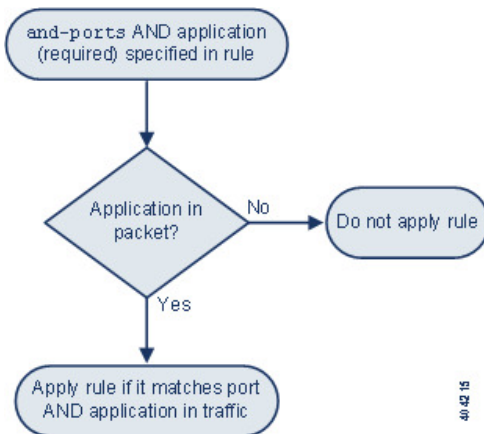 and-ports AND application
(required) specified in rule
Application in
packet?
No
Do not apply rule
Yes
Apply rule if it matches port
AND application in traffic
404215